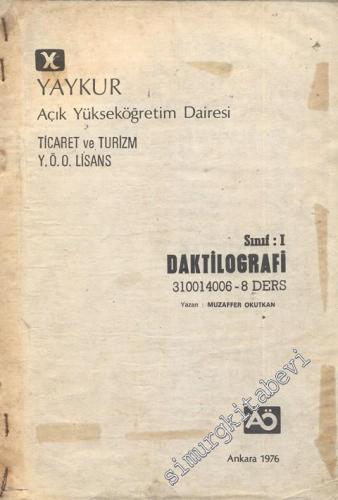 YAYKUR
Açık Yükseköğretim Dairesi
TİCARET ve TURİZM
Y.Ö.O. LİSANS
Sınıf : I
DAKTİLOGRAFİ
310014006-8 DERS
Yazan : MUZAFFER OKUTKAN
AÖ
Ankara 1976
simurgkitabevi.com